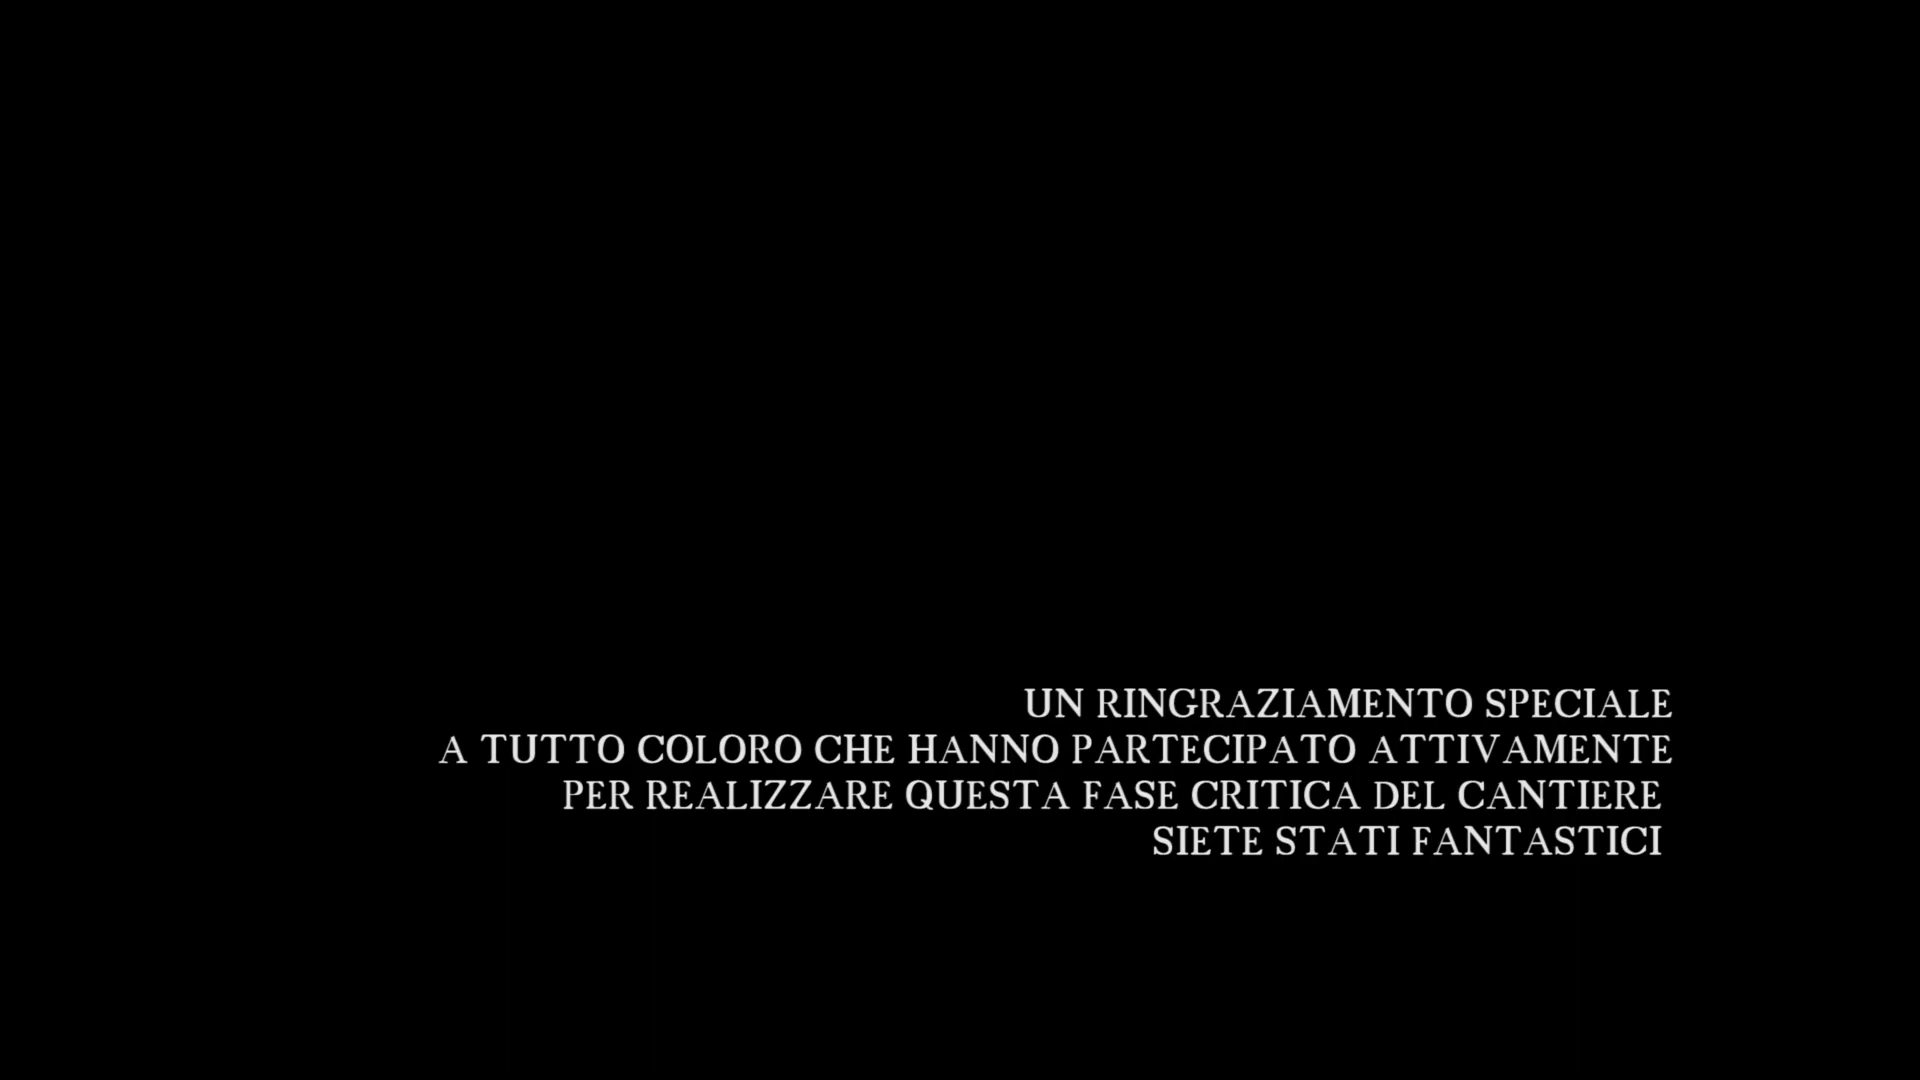 UN RINGRAZIAMENTO SPECIALE
A TUTTO COLORO CHE HANNO PARTECIPATO ATTIVAMENTE
PER REALIZZARE QUESTA FASE CRITICA DEL CANTIERE
SIETE STATI FANTASTICI